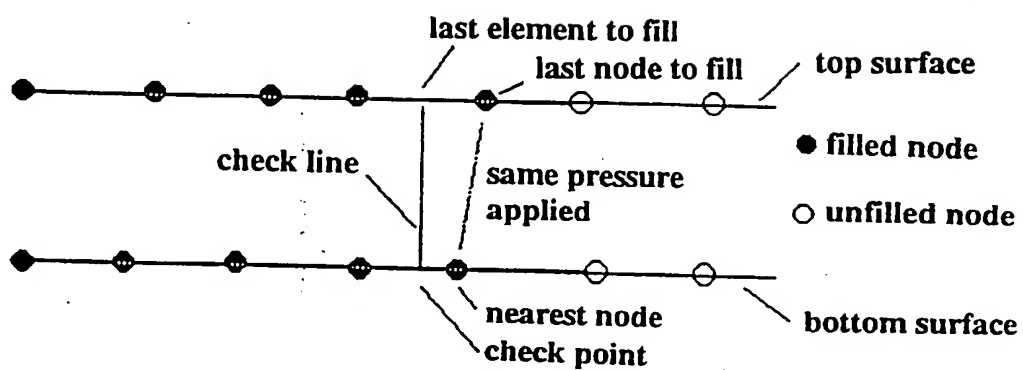 last element to fill
last node to fill
top surface
filled node
check line
same pressure
applied
unfilled node
nearest node
check point
bottom surface